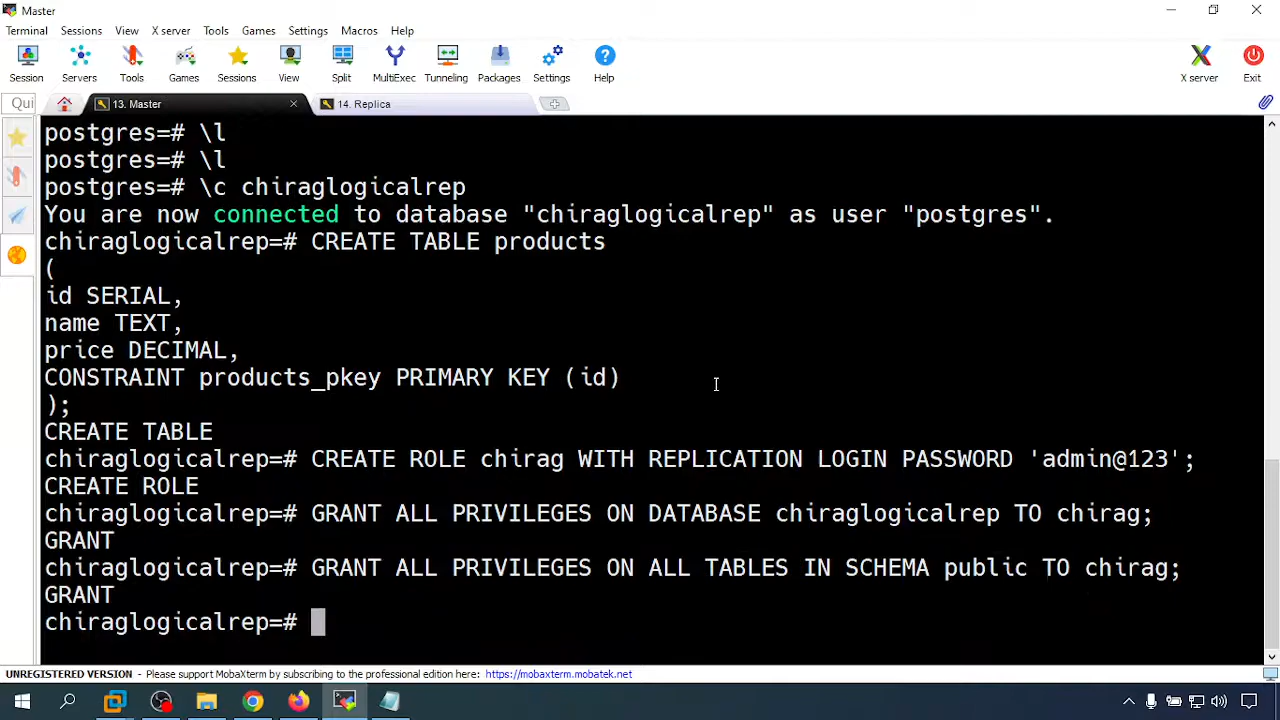 Master
Terminal Sessions View X server Tools Games Settings Macros Help
Session Servers Tools Games Sessions View Split MultiExec Tunneling Packages Settings Help X server Exit
Qui 13. Master 14. Replica
postgres=# \l
postgres=# \l
postgres=# \c chiraglogicalrep
You are now connected to database "chiraglogicalrep" as user "postgres".
chiraglogicalrep=# CREATE TABLE products
(
id SERIAL,
name TEXT,
price DECIMAL,
CONSTRAINT products_pkey PRIMARY KEY (id)
);
CREATE TABLE
chiraglogicalrep=# CREATE ROLE chirag WITH REPLICATION LOGIN PASSWORD 'admin@123';
CREATE ROLE
chiraglogicalrep=# GRANT ALL PRIVILEGES ON DATABASE chiraglogicalrep TO chirag;
GRANT
chiraglogicalrep=# GRANT ALL PRIVILEGES ON ALL TABLES IN SCHEMA public TO chirag;
GRANT
chiraglogicalrep=#
UNREGISTERED VERSION - Please support MobaXterm by subscribing to the professional edition here: https://mobaxterm.mobatek.net